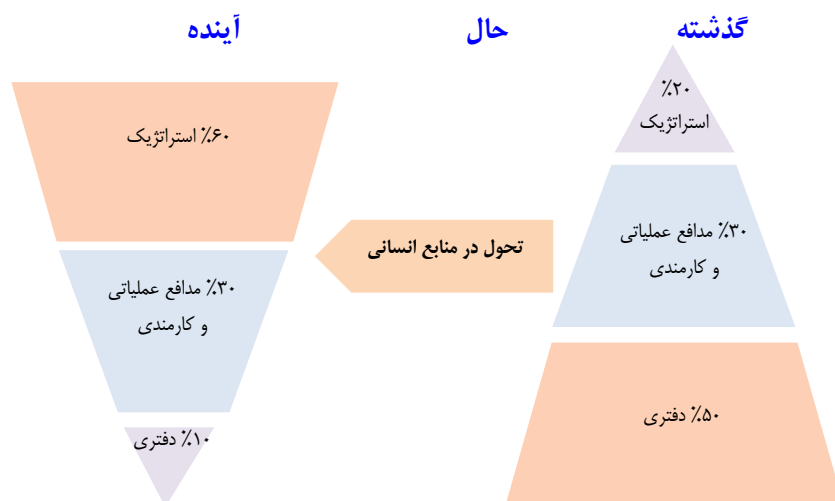 گذشته
حال
آینده
٪۲۰
استراتژیک
٪۳۰ مدافع عملیاتی
و کارمندی
٪۵۰ دفتری
تحول در منابع انسانی
٪۶۰ استراتژیک
٪۳۰ مدافع عملیاتی
و کارمندی
٪۱۰ دفتری